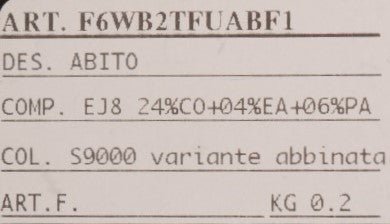 ART. F6WB2TFUABF1
DES. ABITO
COMP. EJ8 24%CO+04%EA+06%PA
COL. S9000 variante abbinata
ART.F. KG 0.2